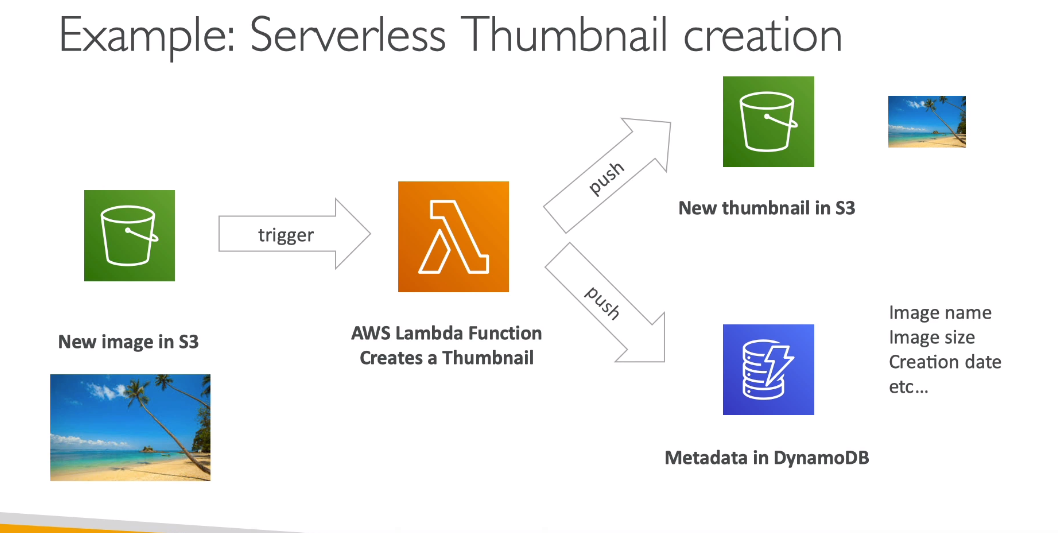 Example: Serverless Thumbnail creation
New image in S3
trigger
AWS Lambda Function
Creates a Thumbnail
push
New thumbnail in S3
push
Metadata in DynamoDB
Image name
Image size
Creation date
etc...